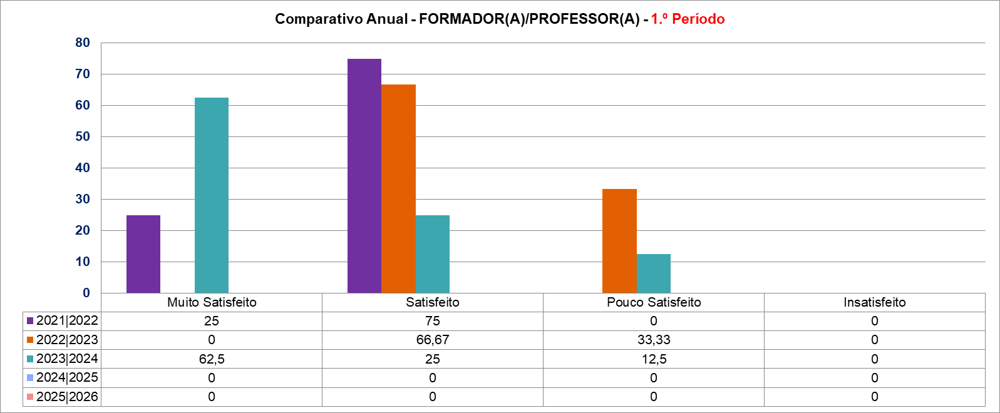 Comparativo Anual - FORMADOR(A)/PROFESSOR(A) - 1.º Período
80
70
60
50
40
30
20
10
0
Muito Satisfeito Satisfeito Pouco Satisfeito Insatisfeito
2021|2022 25 75 0 0
2022|2023 0 66,67 33,33 0
2023|2024 62,5 25 12,5 0
2024|2025 0 0 0 0
2025|2026 0 0 0 0